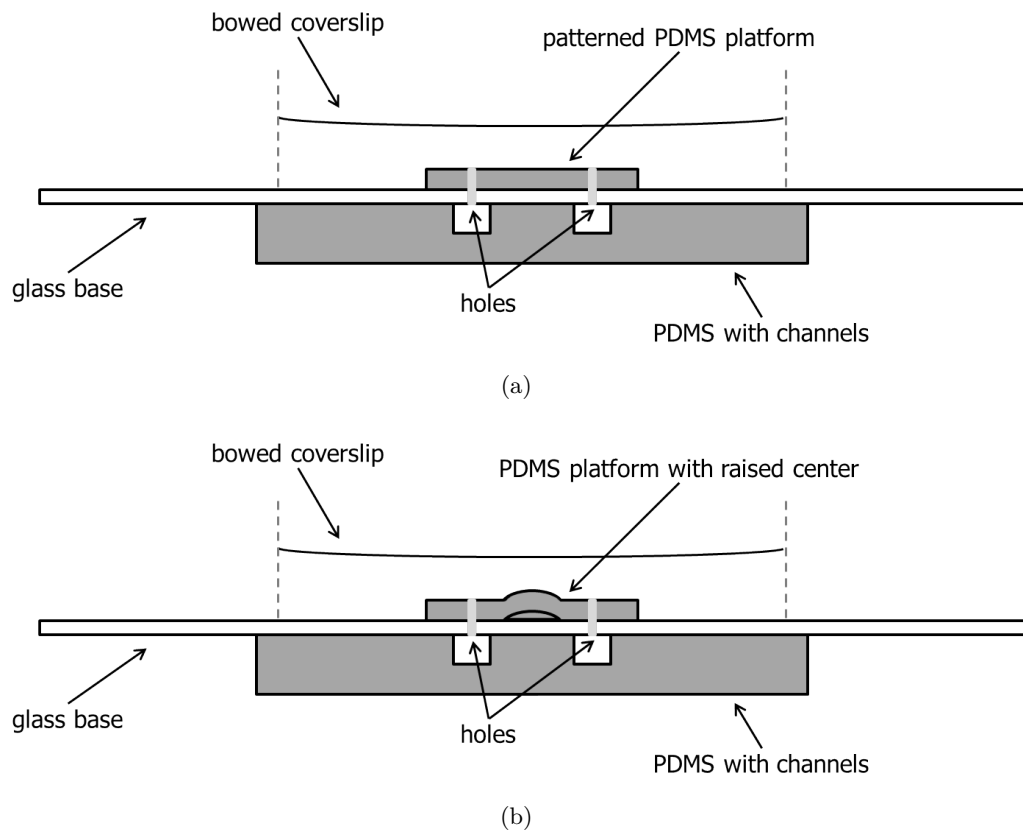 bowed coverslip
patterned PDMS platform
glass base
holes
PDMS with channels
(a)
bowed coverslip
PDMS platform with raised center
glass base
holes
PDMS with channels
(b)